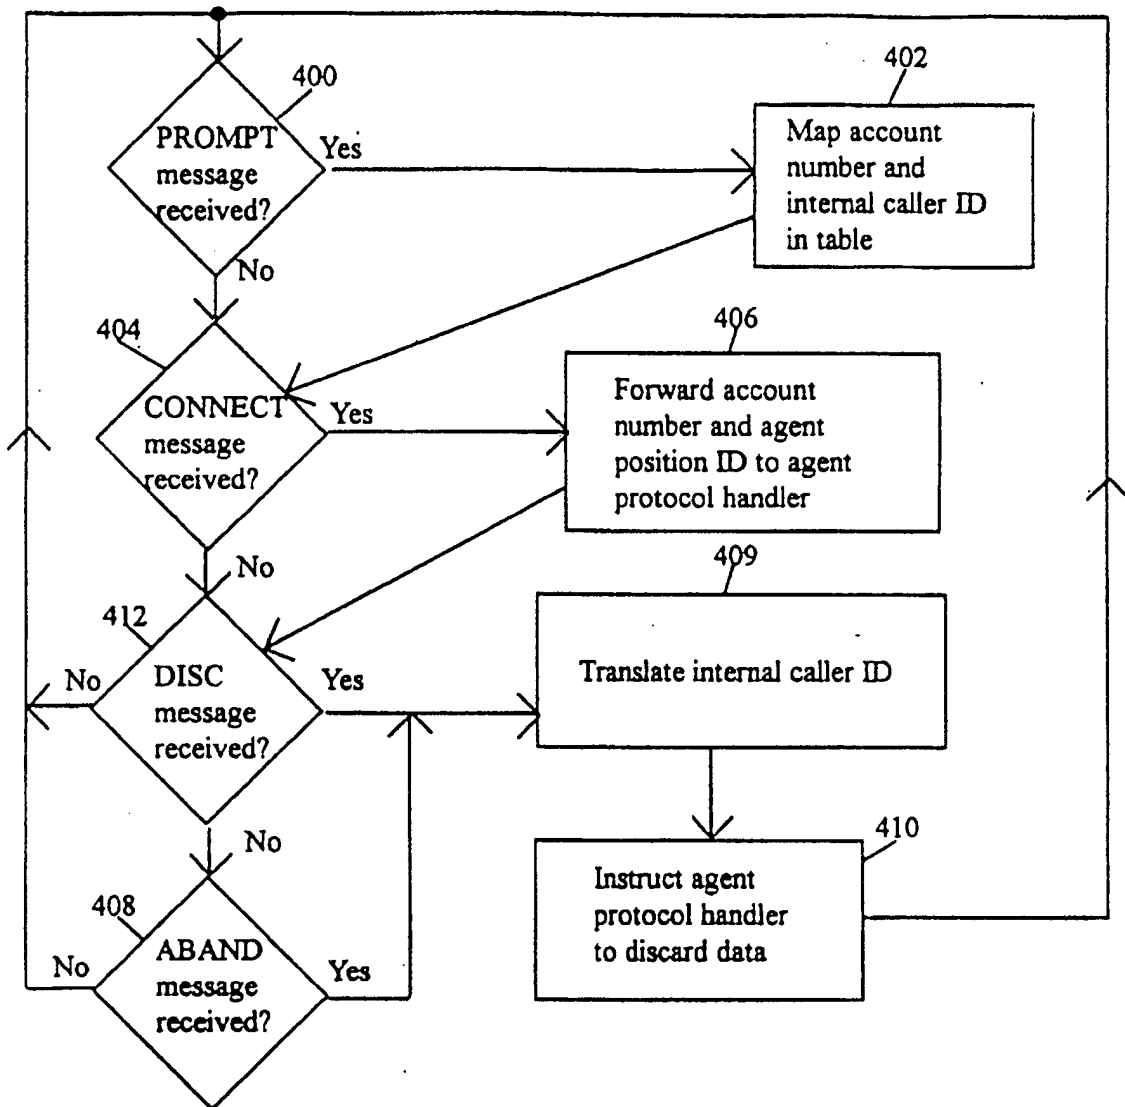 400
PROMPT
message
received?
Yes
No
402
Map account
number and
internal caller ID
in table
404
CONNECT
message
received?
Yes
No
406
Forward account
number and agent
position ID to agent
protocol handler
412
DISC
message
received?
No
Yes
No
409
Translate internal caller ID
408
ABAND
message
received?
No
Yes
410
Instruct agent
protocol handler
to discard data